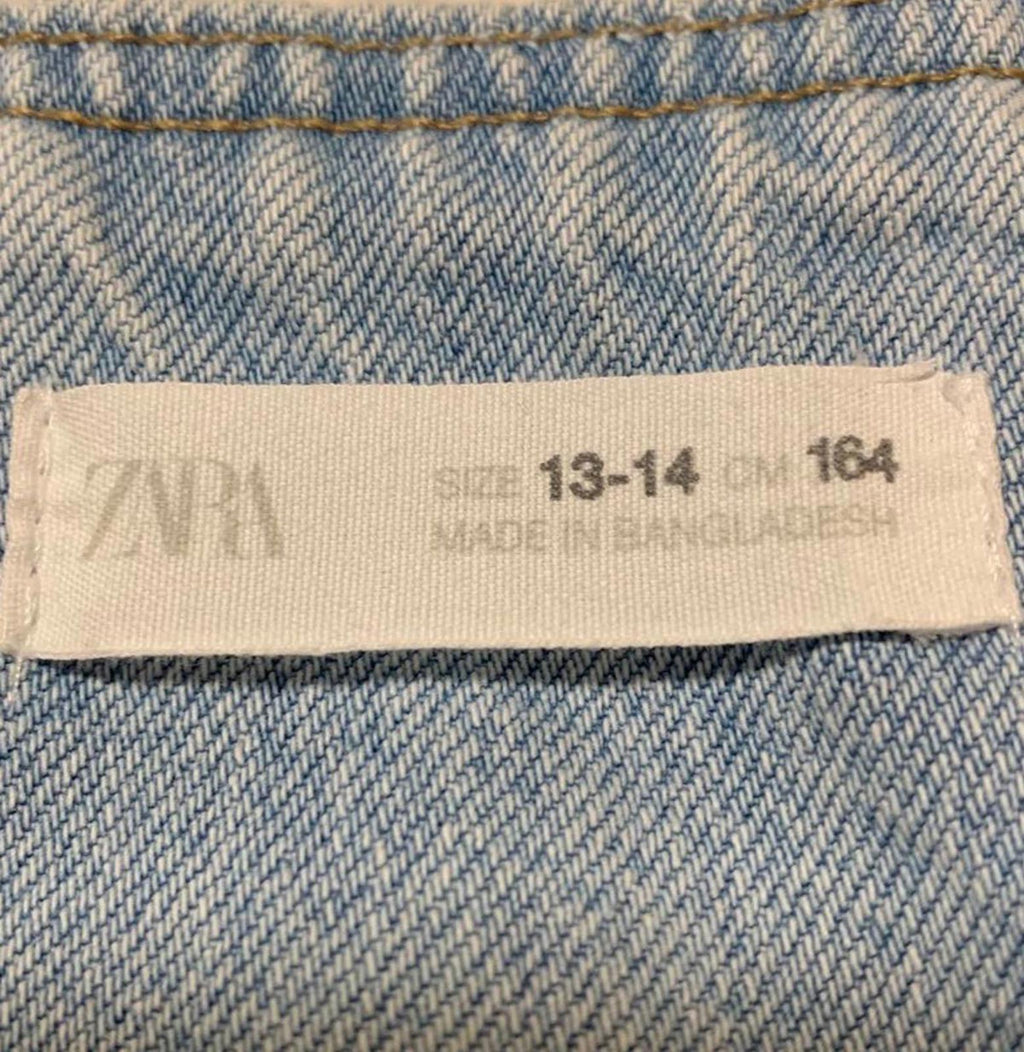 ZARA
SIZE 13-14 CM 164
MADE IN BANGLADESH